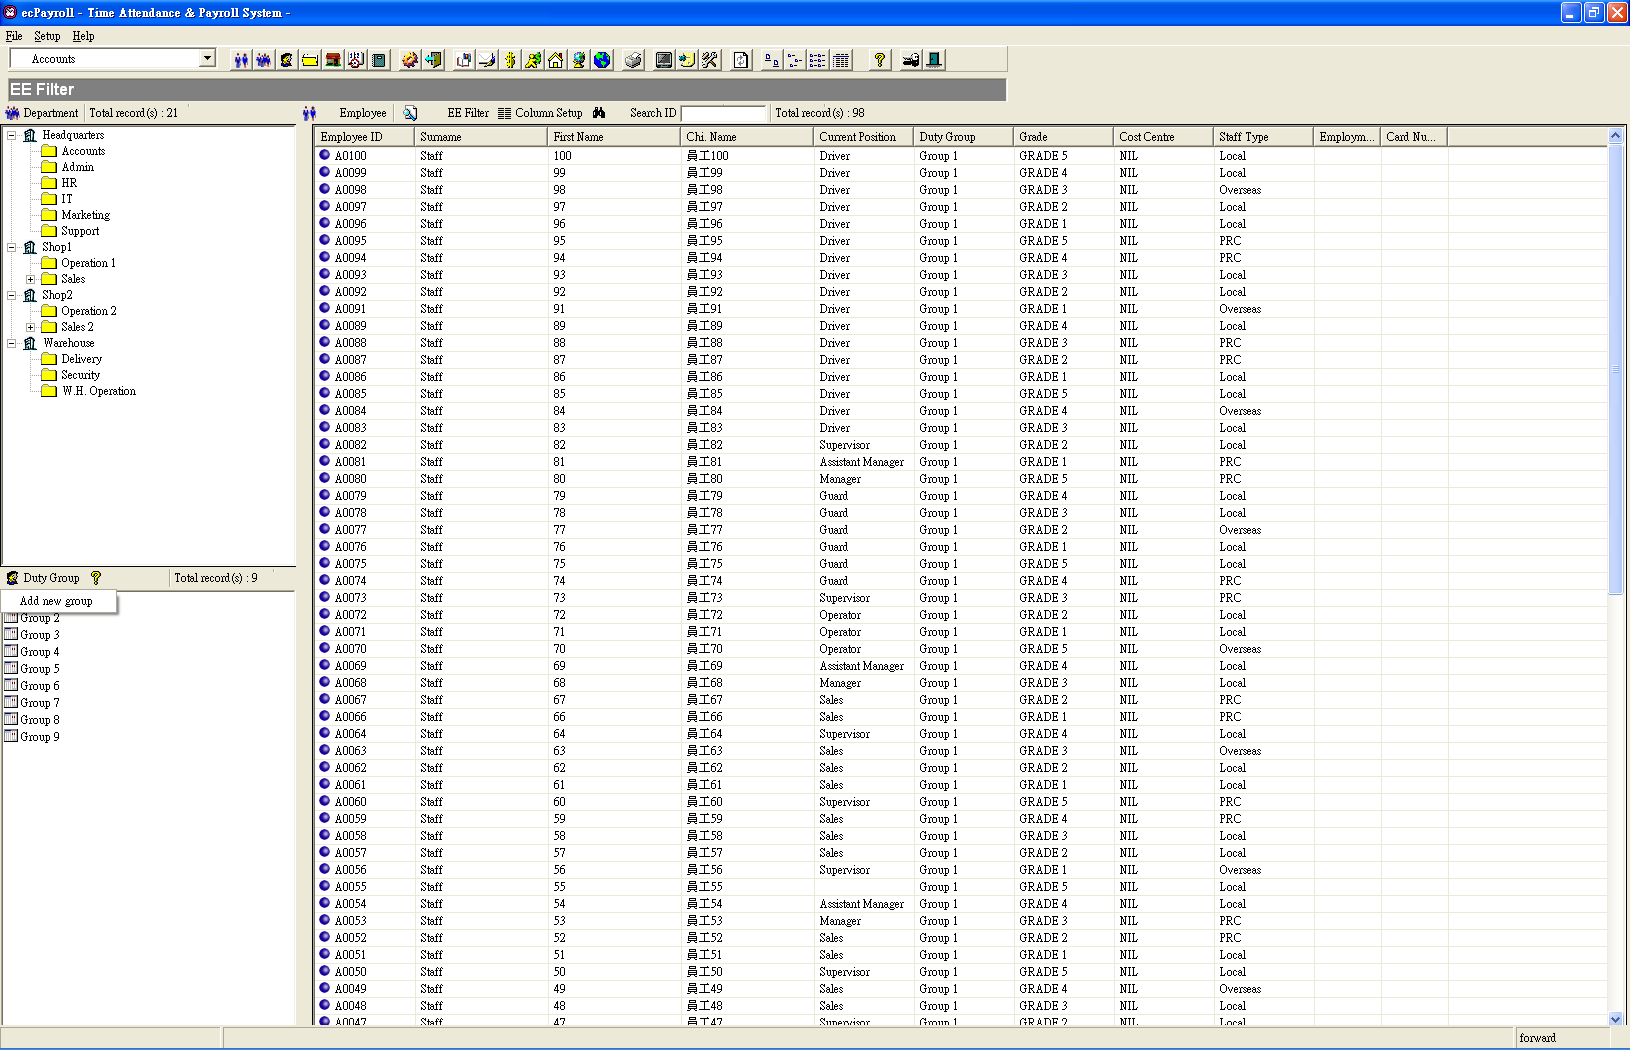 ecPayroll - Time Attendance & Payroll System -
File Setup Help
Accounts
EE Filter
Department Total record(s) : 21 Employee EE Filter Column Setup Search ID Total record(s) : 98
Headquarters
Accounts
Admin
HR
IT
Marketing
Support
Shop1
Operation 1
Sales
Shop2
Operation 2
Sales 2
Warehouse
Delivery
Security
W.H. Operation
Duty Group Total record(s) : 9
Add new group
Group 2
Group 3
Group 4
Group 5
Group 6
Group 7
Group 8
Group 9
Employee ID Surname First Name Chi. Name Current Position Duty Group Grade Cost Centre Staff Type Employm... Card Nu...
A0100 Staff 100 員工100 Driver Group 1 GRADE 5 NIL Local
A0099 Staff 99 員工99 Driver Group 1 GRADE 4 NIL Local
A0098 Staff 98 員工98 Driver Group 1 GRADE 3 NIL Overseas
A0097 Staff 97 員工97 Driver Group 1 GRADE 2 NIL Local
A0096 Staff 96 員工96 Driver Group 1 GRADE 1 NIL Local
A0095 Staff 95 員工95 Driver Group 1 GRADE 5 NIL PRC
A0094 Staff 94 員工94 Driver Group 1 GRADE 4 NIL PRC
A0093 Staff 93 員工93 Driver Group 1 GRADE 3 NIL Local
A0092 Staff 92 員工92 Driver Group 1 GRADE 2 NIL Local
A0091 Staff 91 員工91 Driver Group 1 GRADE 1 NIL Overseas
A0089 Staff 89 員工89 Driver Group 1 GRADE 4 NIL Local
A0088 Staff 88 員工88 Driver Group 1 GRADE 3 NIL PRC
A0087 Staff 87 員工87 Driver Group 1 GRADE 2 NIL PRC
A0086 Staff 86 員工86 Driver Group 1 GRADE 1 NIL Local
A0085 Staff 85 員工85 Driver Group 1 GRADE 5 NIL Local
A0084 Staff 84 員工84 Driver Group 1 GRADE 4 NIL Overseas
A0083 Staff 83 員工83 Driver Group 1 GRADE 3 NIL Local
A0082 Staff 82 員工82 Supervisor Group 1 GRADE 2 NIL Local
A0081 Staff 81 員工81 Assistant Manager Group 1 GRADE 1 NIL PRC
A0080 Staff 80 員工80 Manager Group 1 GRADE 5 NIL PRC
A0079 Staff 79 員工79 Guard Group 1 GRADE 4 NIL Local
A0078 Staff 78 員工78 Guard Group 1 GRADE 3 NIL Local
A0077 Staff 77 員工77 Guard Group 1 GRADE 2 NIL Overseas
A0076 Staff 76 員工76 Guard Group 1 GRADE 1 NIL Local
A0075 Staff 75 員工75 Guard Group 1 GRADE 5 NIL Local
A0074 Staff 74 員工74 Guard Group 1 GRADE 4 NIL PRC
A0073 Staff 73 員工73 Supervisor Group 1 GRADE 3 NIL PRC
A0072 Staff 72 員工72 Operator Group 1 GRADE 2 NIL Local
A0071 Staff 71 員工71 Operator Group 1 GRADE 1 NIL Local
A0070 Staff 70 員工70 Operator Group 1 GRADE 5 NIL Overseas
A0069 Staff 69 員工69 Assistant Manager Group 1 GRADE 4 NIL Local
A0068 Staff 68 員工68 Manager Group 1 GRADE 3 NIL Local
A0067 Staff 67 員工67 Sales Group 1 GRADE 2 NIL PRC
A0066 Staff 66 員工66 Sales Group 1 GRADE 1 NIL PRC
A0064 Staff 64 員工64 Supervisor Group 1 GRADE 4 NIL Local
A0063 Staff 63 員工63 Sales Group 1 GRADE 3 NIL Overseas
A0062 Staff 62 員工62 Sales Group 1 GRADE 2 NIL Local
A0061 Staff 61 員工61 Sales Group 1 GRADE 1 NIL Local
A0060 Staff 60 員工60 Supervisor Group 1 GRADE 5 NIL PRC
A0059 Staff 59 員工59 Sales Group 1 GRADE 4 NIL PRC
A0058 Staff 58 員工58 Sales Group 1 GRADE 3 NIL Local
A0057 Staff 57 員工57 Sales Group 1 GRADE 2 NIL Local
A0056 Staff 56 員工56 Supervisor Group 1 GRADE 1 NIL Overseas
A0055 Staff 55 員工55 Group 1 GRADE 5 NIL Local
A0054 Staff 54 員工54 Assistant Manager Group 1 GRADE 4 NIL Local
A0053 Staff 53 員工53 Manager Group 1 GRADE 3 NIL PRC
A0052 Staff 52 員工52 Sales Group 1 GRADE 2 NIL PRC
A0051 Staff 51 員工51 Sales Group 1 GRADE 1 NIL Local
A0050 Staff 50 員工50 Supervisor Group 1 GRADE 5 NIL Local
A0049 Staff 49 員工49 Sales Group 1 GRADE 4 NIL Overseas
A0048 Staff 48 員工48 Sales Group 1 GRADE 3 NIL Local
A0047 Staff 47 員工47 Supervisor Group 1 GRADE 2 NIL Local
forward